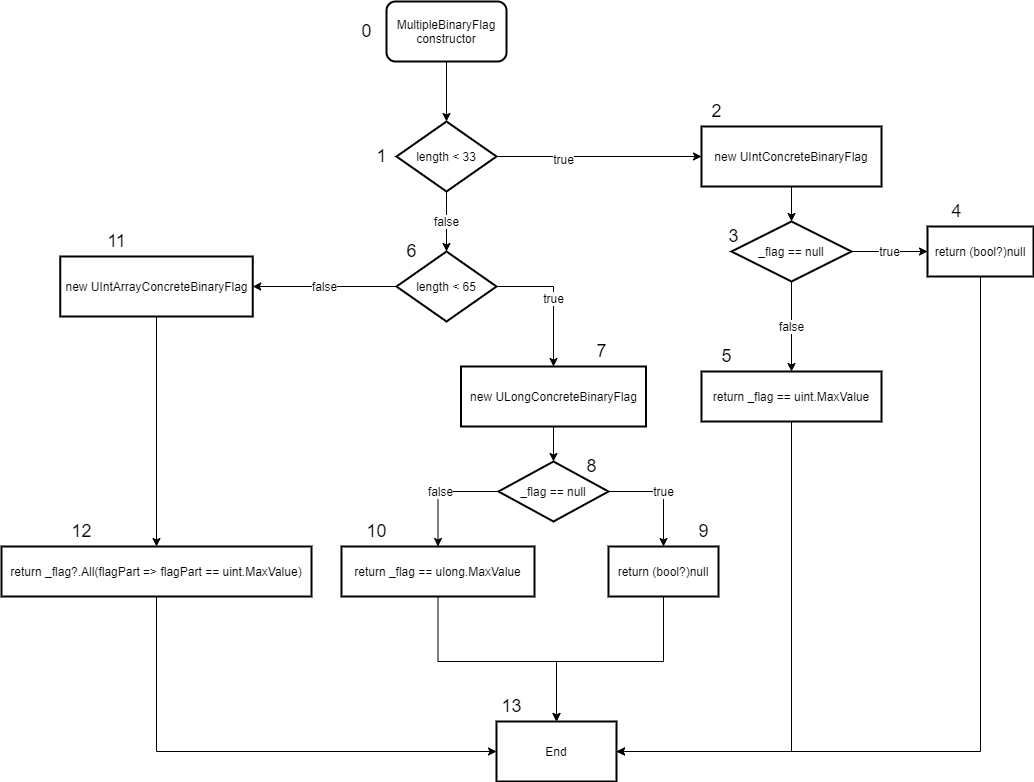 0
MultipleBinaryFlag
constructor
2
1
length < 33
true
new UIntConcreteBinaryFlag
false
4
11
6
3
_flag == null
true
return (bool?)null
new UIntArrayConcreteBinaryFlag
false
length < 65
true
false
7
5
new ULongConcreteBinaryFlag
return _flag == uint.MaxValue
8
false
_flag == null
true
12
10
9
return _flag?.All(flagPart => flagPart == uint.MaxValue)
return _flag == ulong.MaxValue
return (bool?)null
13
End